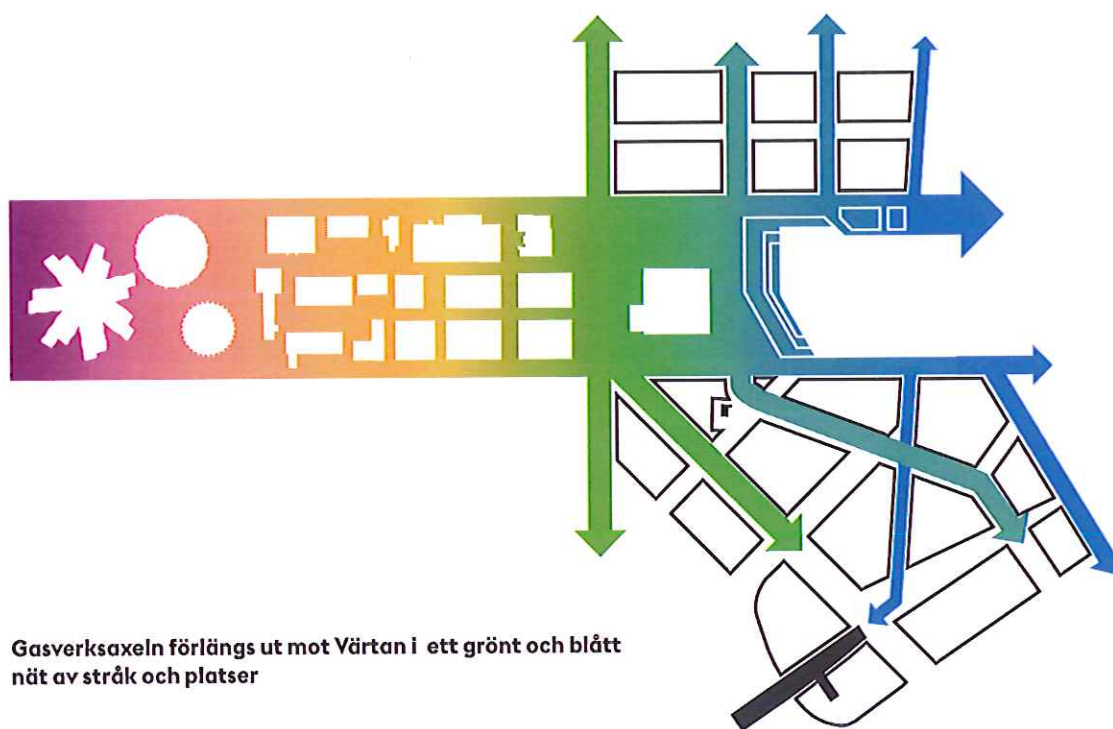 Gasverksaxeln förlängs ut mot Värtan i ett grönt och blått
nät av stråk och platser